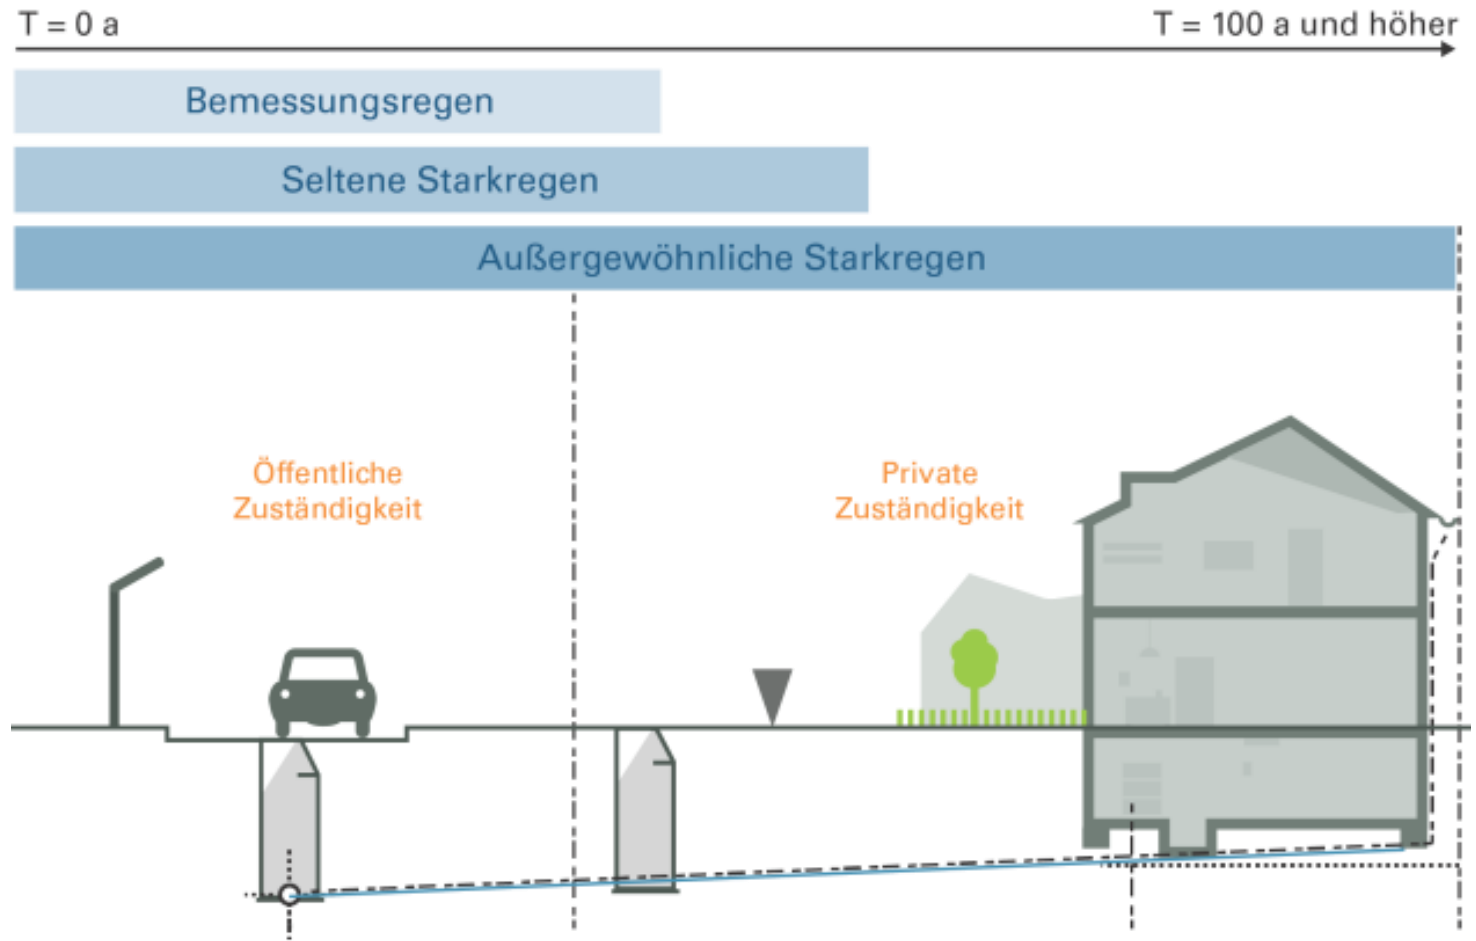 T = 0 a
T = 100 a und höher
Bemessungsregen
Seltene Starkregen
Außergewöhnliche Starkregen
Öffentliche
Zuständigkeit
Private
Zuständigkeit